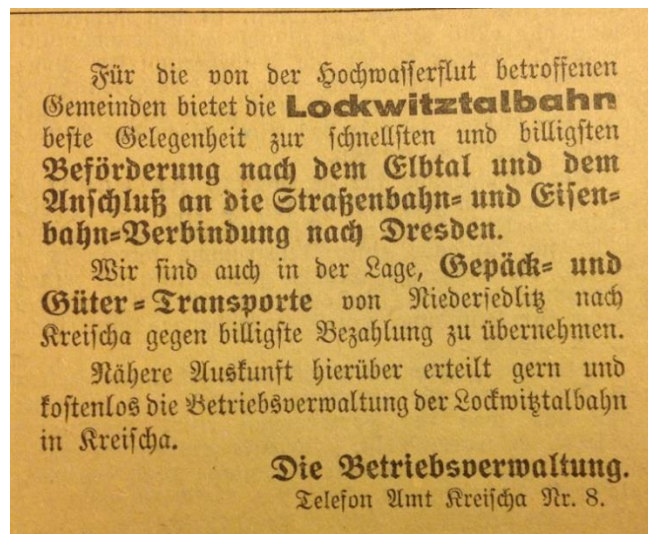 Für die von der Hochwasserflut betroffenen
Gemeinden bietet die Lockwitztalbahn
beste Gelegenheit zur schnellsten und billigsten
Beförderung nach dem Elbtal und dem
Anschluß an die Straßenbahn- und Eisen-
bahn-Verbindung nach Dresden.
Wir sind auch in der Lage, Gepäck- und
Güter-Transporte von Niedersedlitz nach
Kreischa gegen billigste Bezahlung zu übernehmen.
Nähere Auskunft hierüber erteilt gern und
kostenlos die Betriebsverwaltung der Lockwitztalbahn
in Kreischa.
Die Betriebsverwaltung.
Telefon Amt Kreischa Nr. 8.